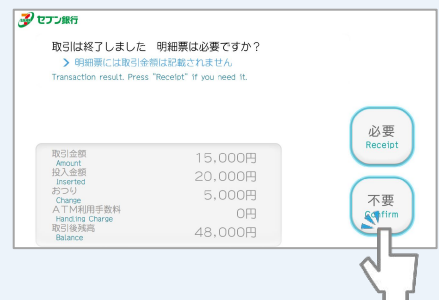 セブン銀行
取引は終了しました 明細票は必要ですか？
> 明細票には取引金額は記載されません
Transaction result. Press "Receipt" if you need it.
必要
Receipt
取引金額 15,000円
Amount
投入金額 20,000円
Inserted
おつり 5,000円
Change
ATM利用手数料 0円
Handling Charge
取引後残高 48,000円
Balance
不要
Confirm